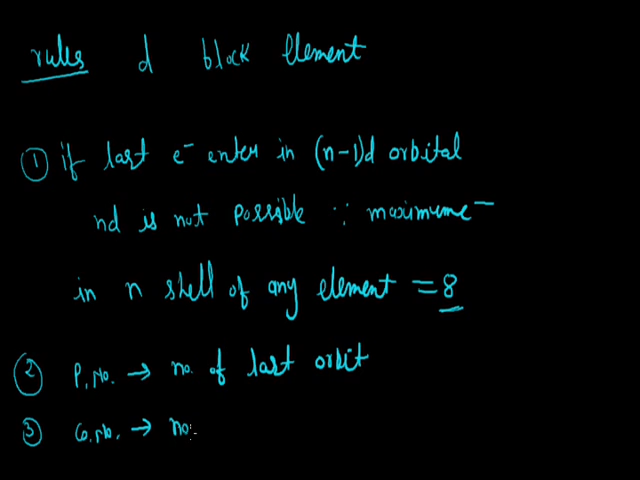 rules d block Element
① if last e⁻ enter in (n-1)d orbital
nd is not possible ∵ maximum e⁻
in n shell of any element = 8
② P.No. → no. of last orbit
③ G.No. → no.